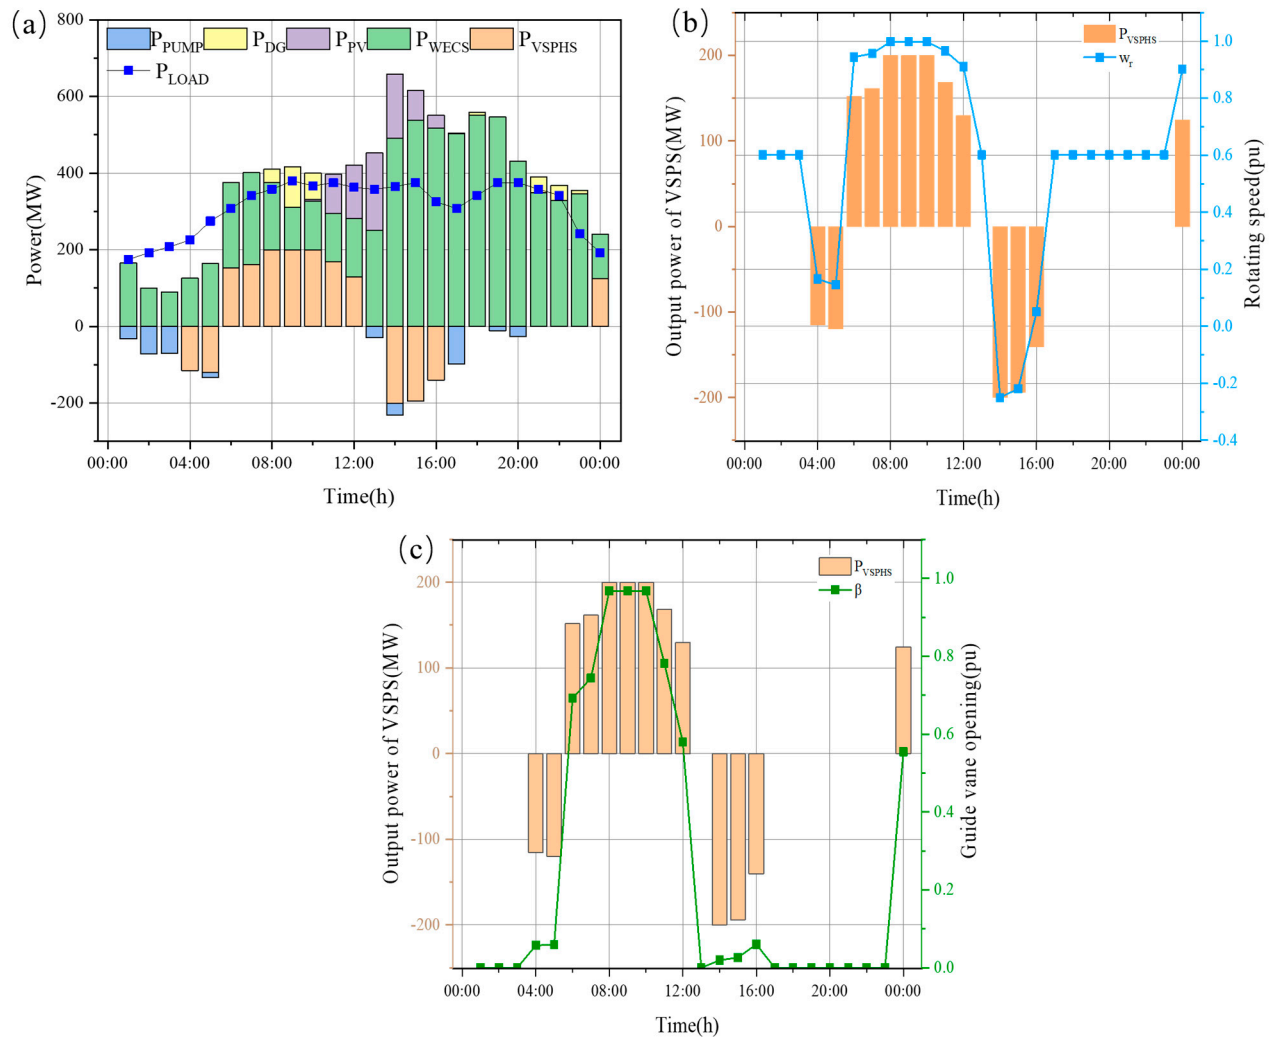 (a)
800
600
400
200
0
-200
Power(MW)
P_PUMP P_DG P_PV P_WECS P_VSPHS
P_LOAD
00:00 04:00 08:00 12:00 16:00 20:00 00:00
Time(h)
(b)
200
100
0
-100
-200
Output power of VSPS(MW)
P_VSPHS
w_r
1.0
0.8
0.6
0.4
0.2
0.0
-0.2
-0.4
Rotating speed(pu)
00:00 04:00 08:00 12:00 16:00 20:00 00:00
Time(h)
(c)
200
100
0
-100
-200
Output power of VSPS(MW)
P_VSPHS
β
1.0
0.8
0.6
0.4
0.2
0.0
Guide vane opening(pu)
00:00 04:00 08:00 12:00 16:00 20:00 00:00
Time(h)